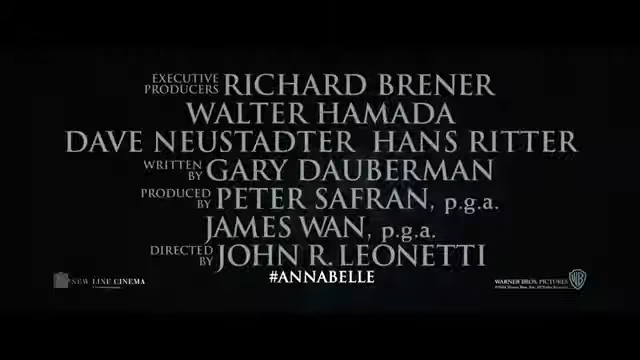 EXECUTIVE PRODUCERS RICHARD BRENER
WALTER HAMADA
DAVE NEUSTADTER HANS RITTER
WRITTEN BY GARY DAUBERMAN
PRODUCED BY PETER SAFRAN, p.g.a.
JAMES WAN, p.g.a.
DIRECTED BY JOHN R. LEONETTI
#ANNABELLE
NEW LINE CINEMA
WARNER BROS. PICTURES
WB